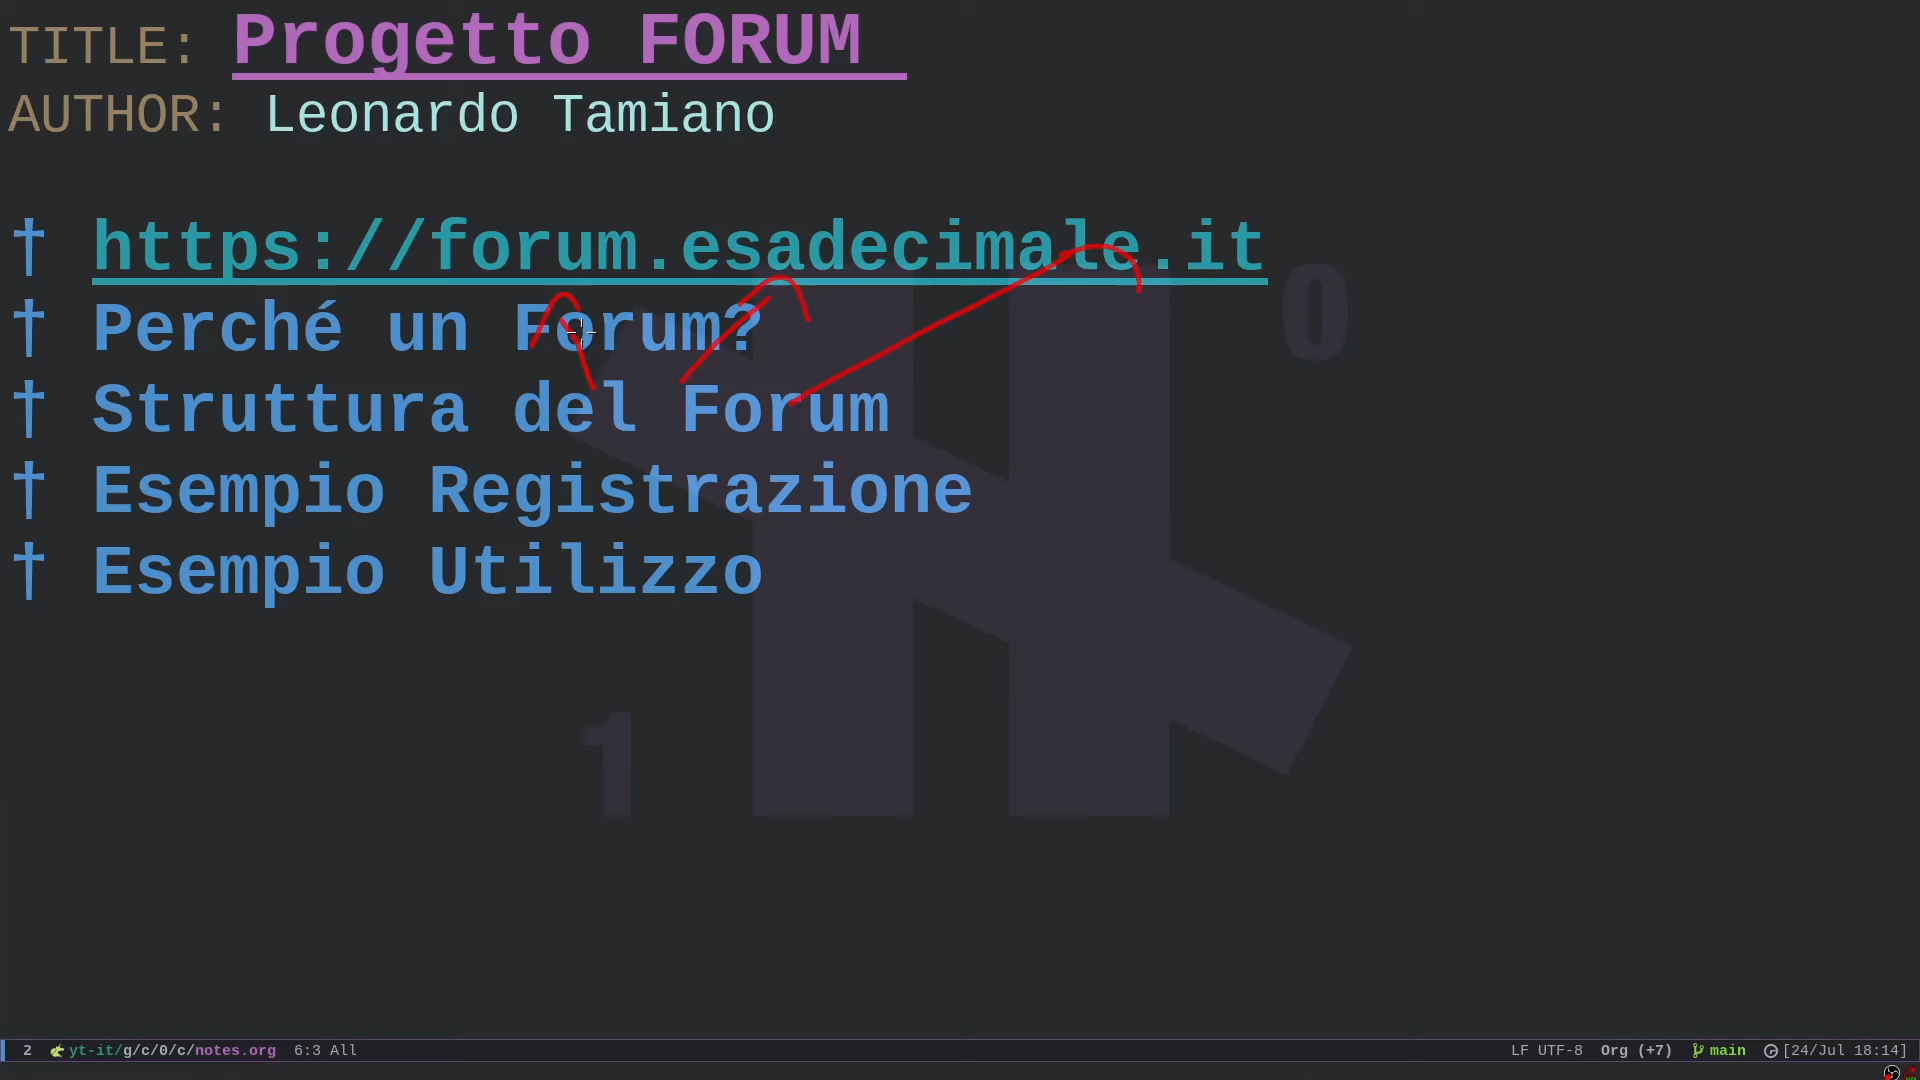 TITLE: Progetto FORUM
AUTHOR: Leonardo Tamiano
† https://forum.esadecimale.it
† Perché un Forum?
† Struttura del Forum
† Esempio Registrazione
† Esempio Utilizzo
0
1
2 yt-it/g/c/0/c/notes.org 6:3 All LF UTF-8 Org (+7) main [24/Jul 18:14]